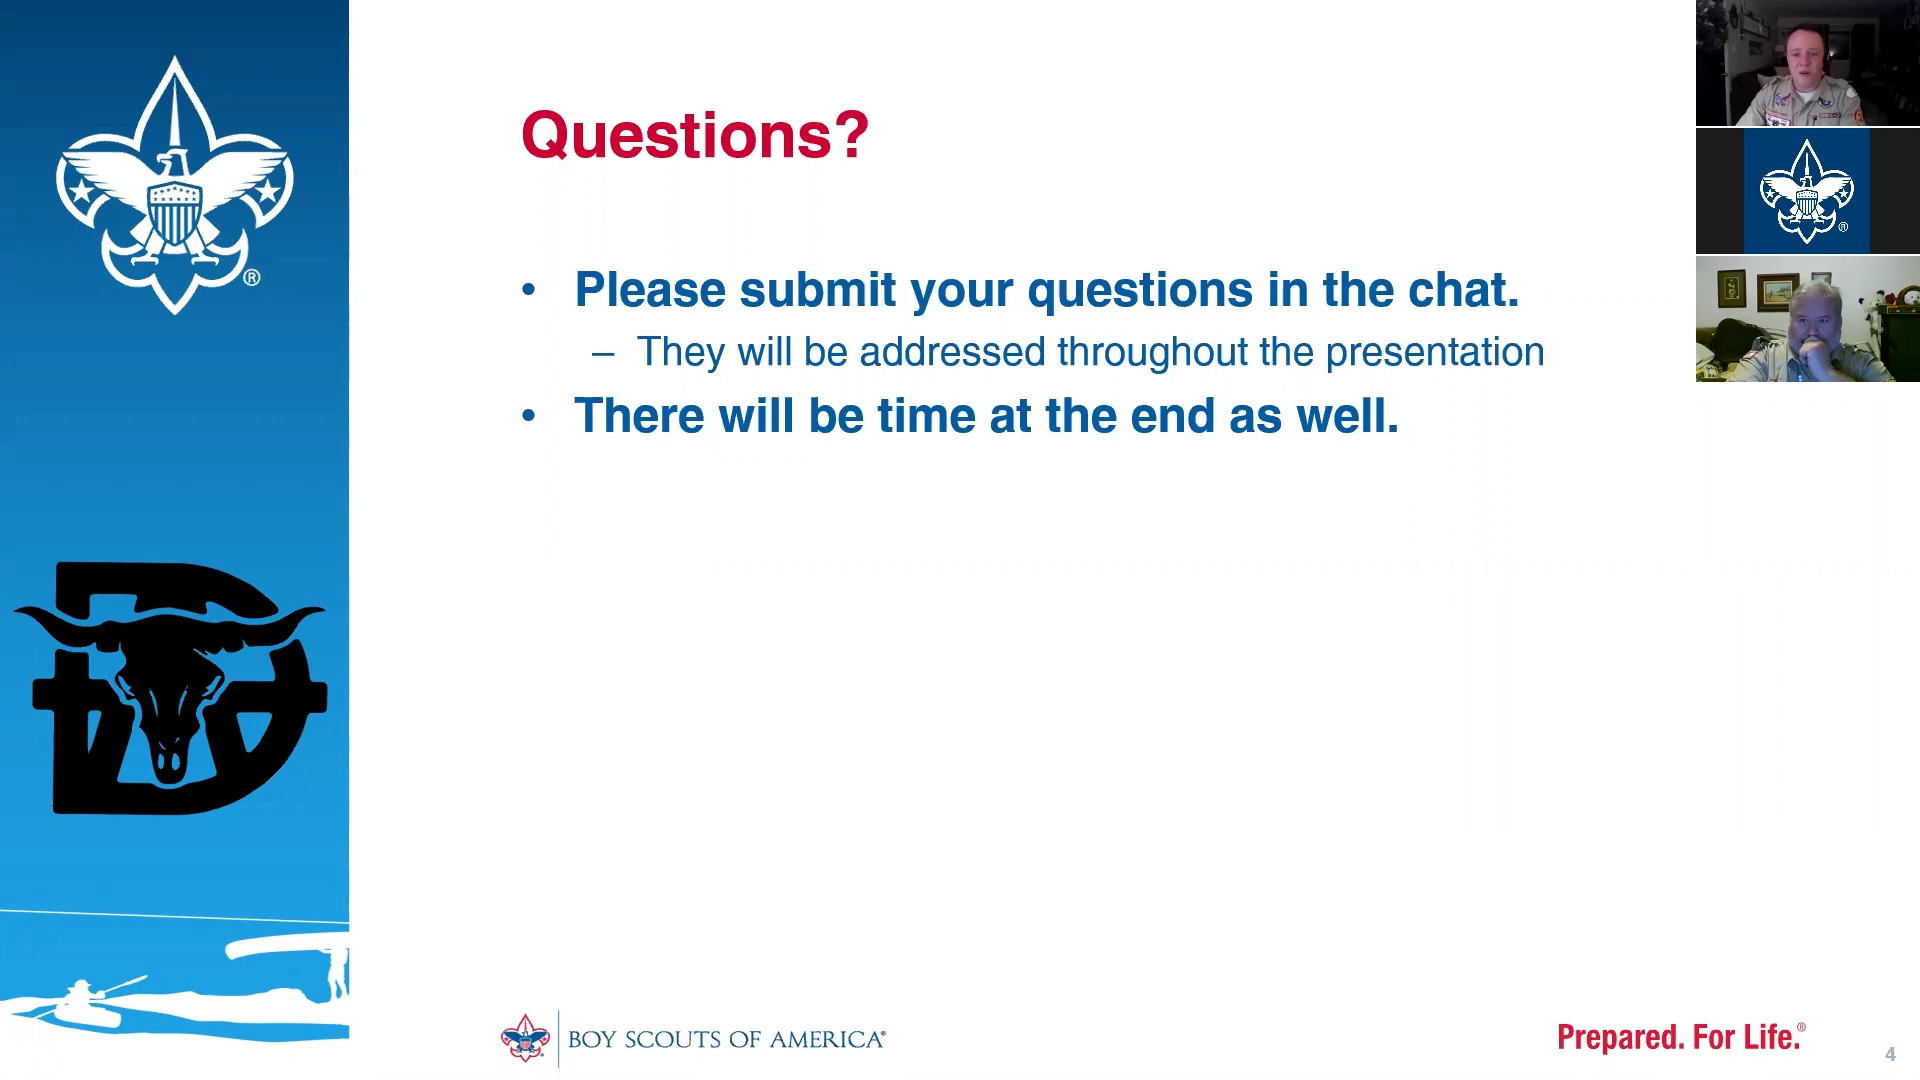 Questions?
• Please submit your questions in the chat.
– They will be addressed throughout the presentation
• There will be time at the end as well.
BOY SCOUTS OF AMERICA®
Prepared. For Life.®
4